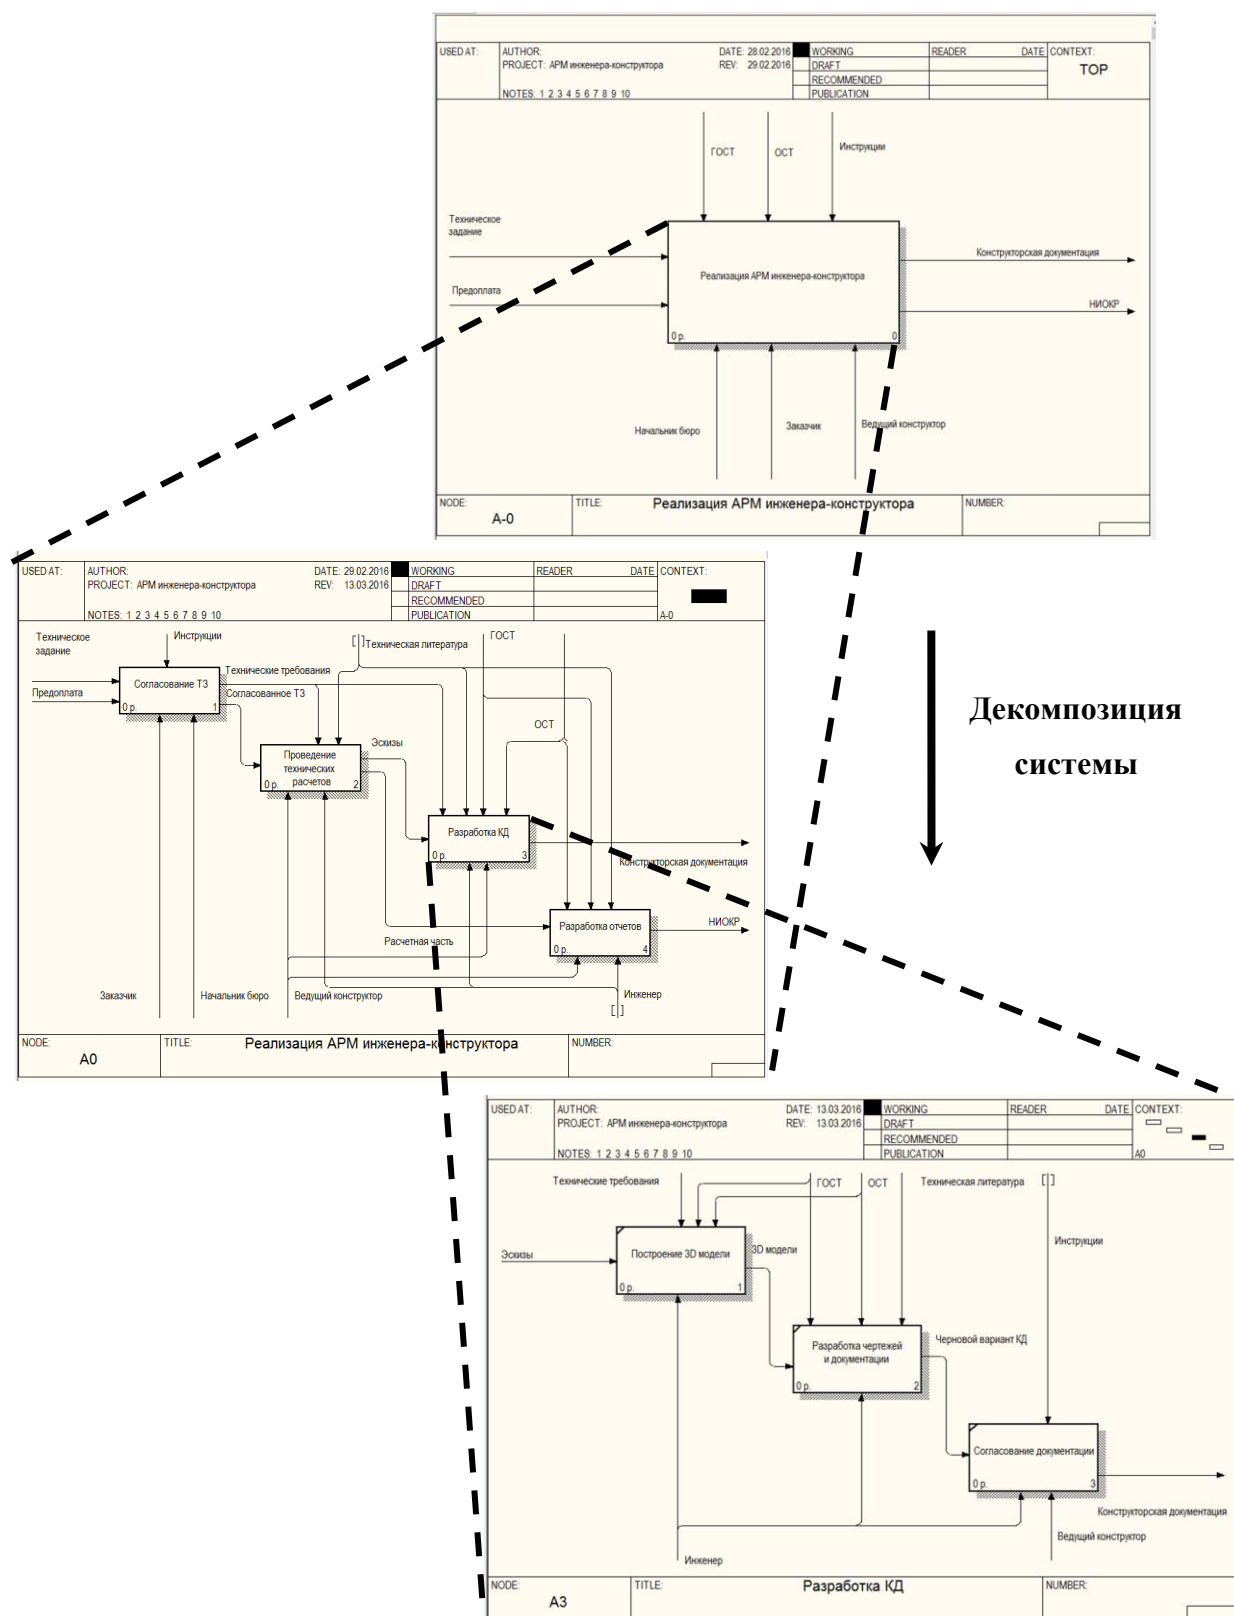 USED AT:
AUTHOR:
DATE: 28.02.2016
WORKING
READER
DATE
CONTEXT:
PROJECT: АРМ инженера-конструктора
REV: 29.02.2016
DRAFT
TOP
RECOMMENDED
NOTES: 1 2 3 4 5 6 7 8 9 10
PUBLICATION
ГОСТ
ОСТ
Инструкции
Техническое
задание
Предоплата
Реализация АРМ инженера-конструктора
0 р.
0
Конструкторская документация
НИОКР
Начальник бюро
Заказчик
Ведущий конструктор
NODE:
A-0
TITLE:
Реализация АРМ инженера-конструктора
NUMBER:
USED AT:
AUTHOR:
DATE: 29.02.2016
WORKING
READER
DATE
CONTEXT:
PROJECT: АРМ инженера-конструктора
REV: 13.03.2016
DRAFT
RECOMMENDED
NOTES: 1 2 3 4 5 6 7 8 9 10
PUBLICATION
A-0
Техническое
задание
Инструкции
Техническая литература
ГОСТ
Предоплата
Согласование ТЗ
0 р.
1
Технические требования
Согласованное ТЗ
ОСТ
Эскизы
Проведение
технических
расчетов
0 р.
2
Разработка КД
0 р.
3
Конструкторская документация
Разработка отчетов
0 р.
4
НИОКР
Расчетная часть
Заказчик
Начальник бюро
Ведущий конструктор
Инженер
NODE:
A0
TITLE:
Реализация АРМ инженера-конструктора
NUMBER:
Декомпозиция
системы
USED AT:
AUTHOR:
DATE: 13.03.2016
WORKING
READER
DATE
CONTEXT:
PROJECT: АРМ инженера-конструктора
REV: 13.03.2016
DRAFT
RECOMMENDED
NOTES: 1 2 3 4 5 6 7 8 9 10
PUBLICATION
A0
Технические требования
ГОСТ
ОСТ
Техническая литература
Инструкции
Эскизы
Построение 3D модели
0 р.
1
3D модели
Разработка чертежей
и документации
0 р.
2
Черновой вариант КД
Согласование документации
0 р.
3
Конструкторская документация
Ведущий конструктор
Инженер
NODE:
A3
TITLE:
Разработка КД
NUMBER: